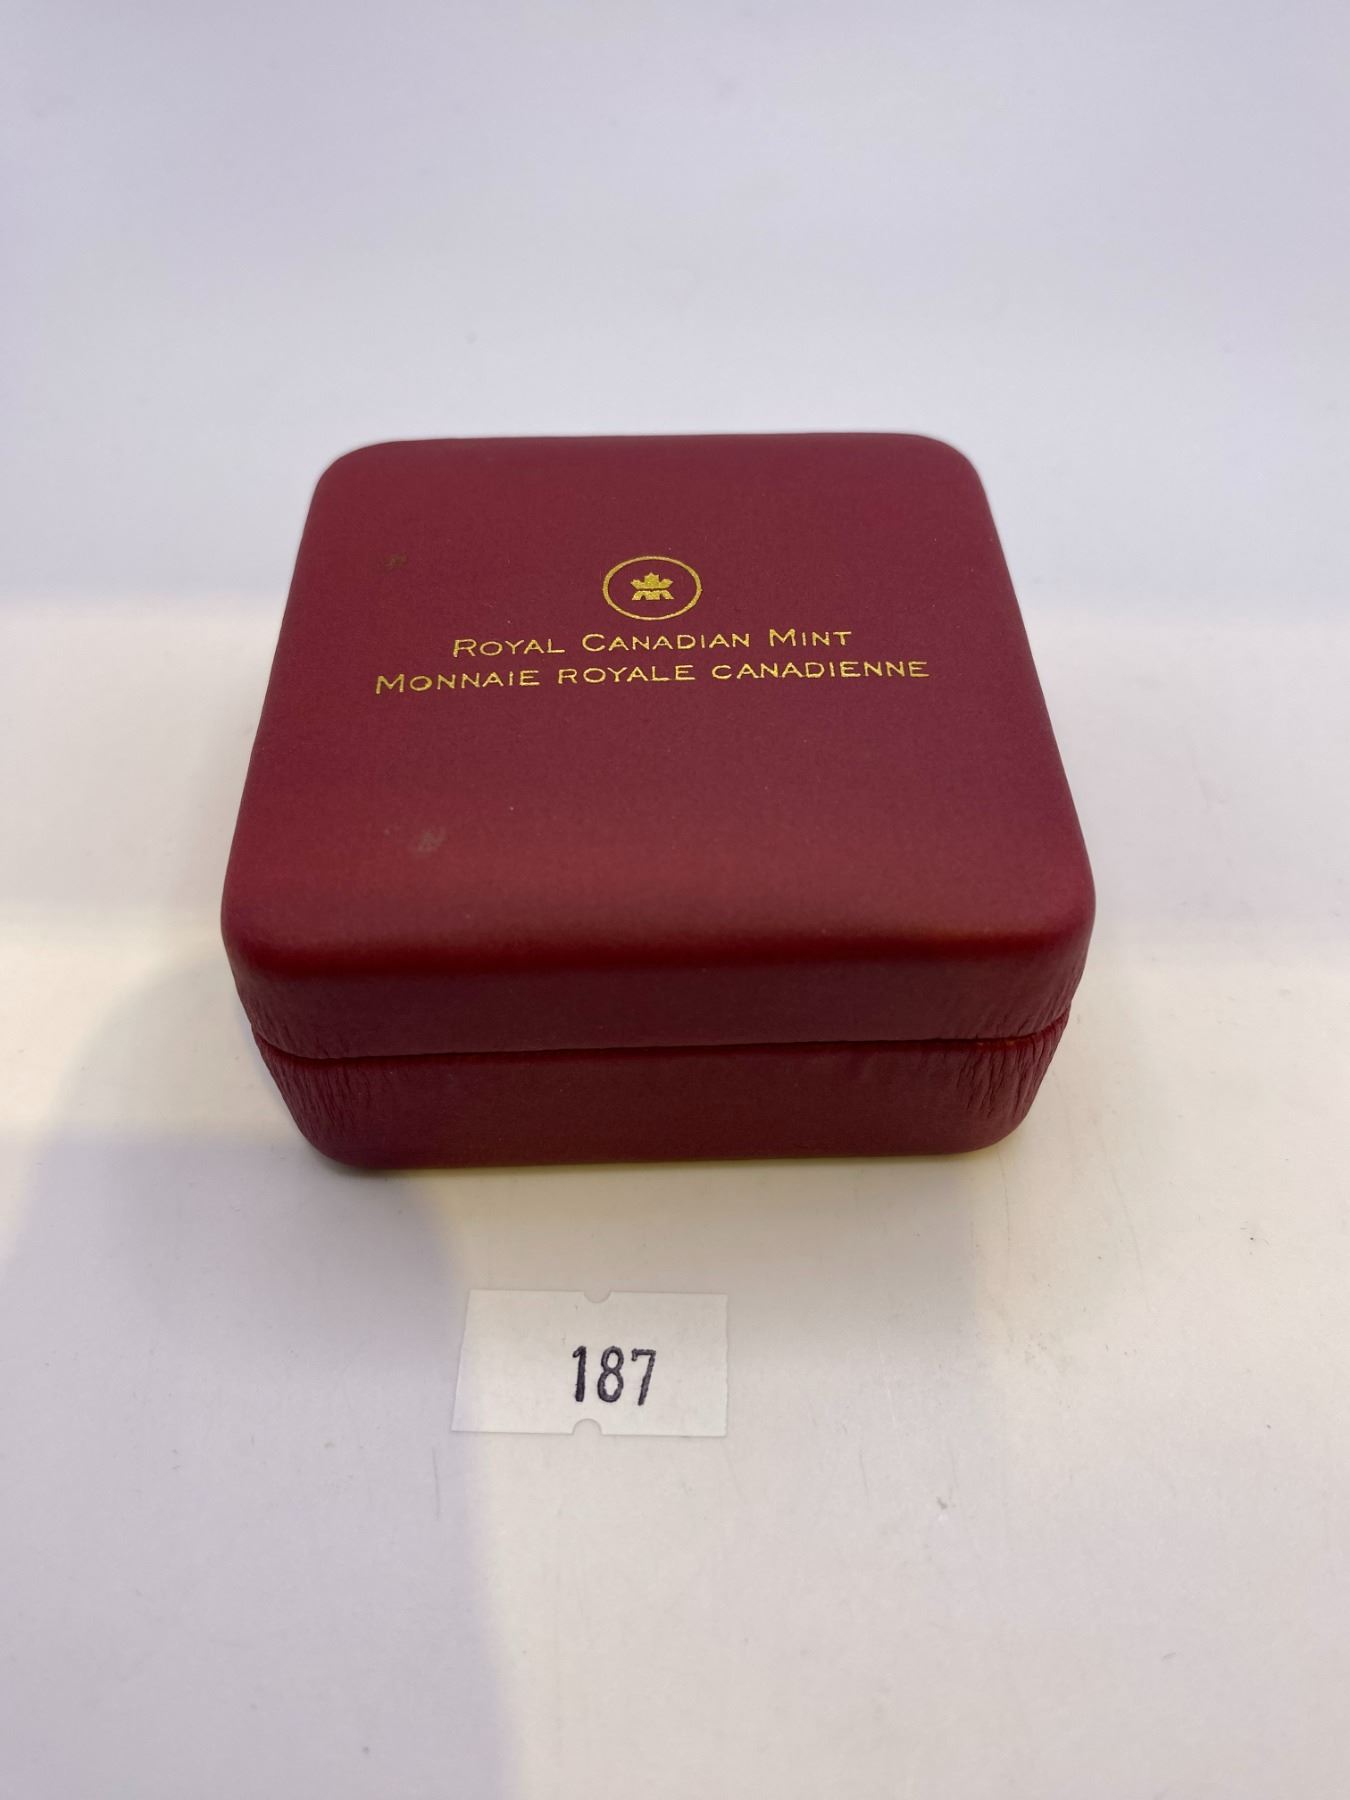 ROYAL CANADIAN MINT
MONNAIE ROYALE CANADIENNE
187